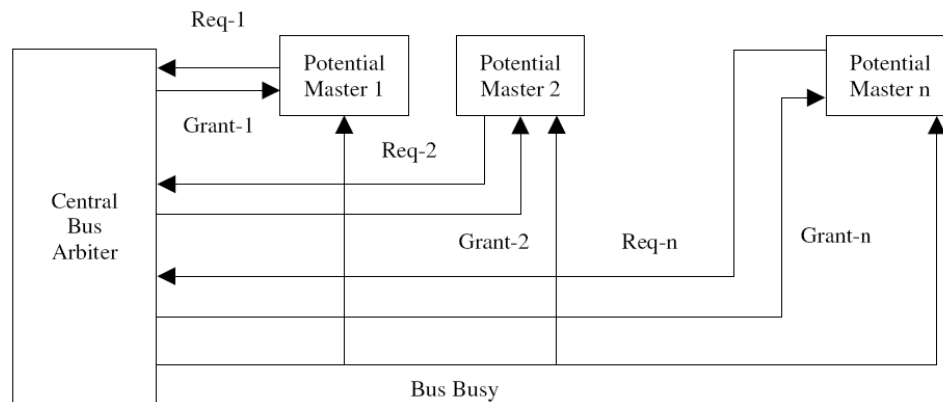 Req-1
Potential
Master 1
Potential
Master 2
Potential
Master n
Grant-1
Req-2
Central
Bus
Arbiter
Grant-2
Req-n
Grant-n
Bus Busy